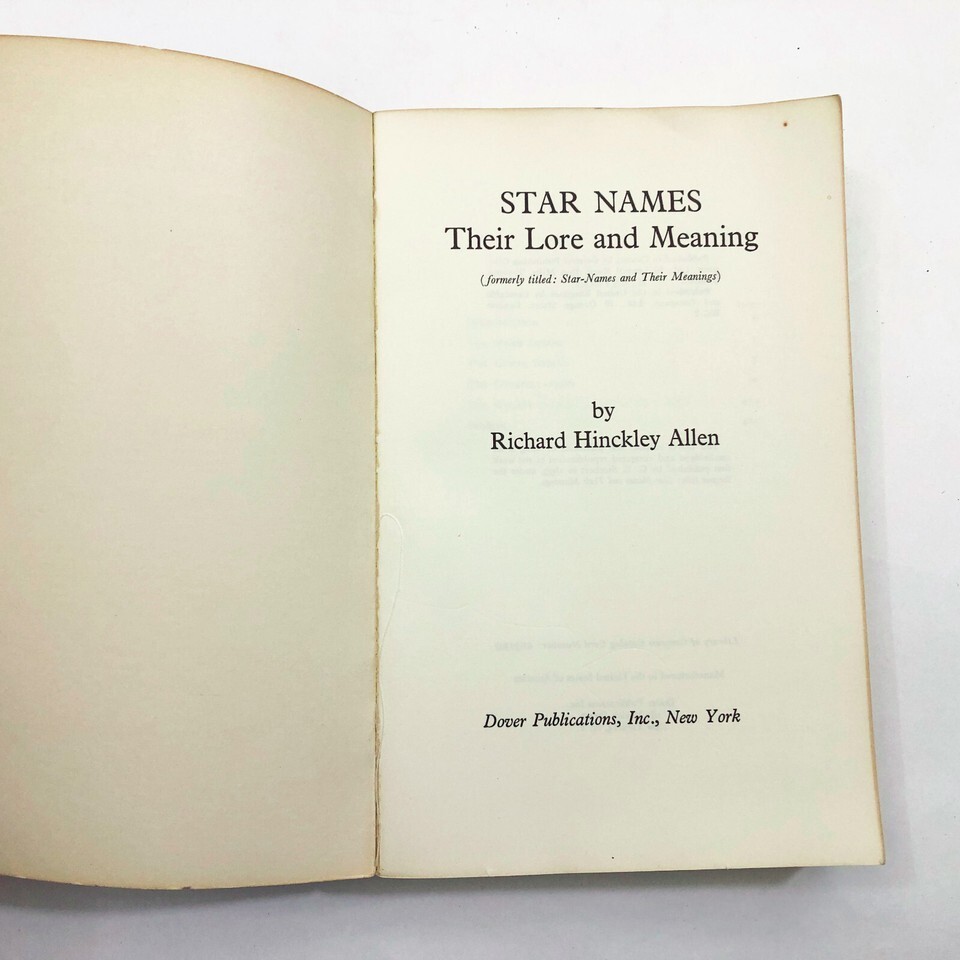 STAR NAMES
Their Lore and Meaning
(formerly titled: Star-Names and Their Meanings)
by
Richard Hinckley Allen
Dover Publications, Inc., New York